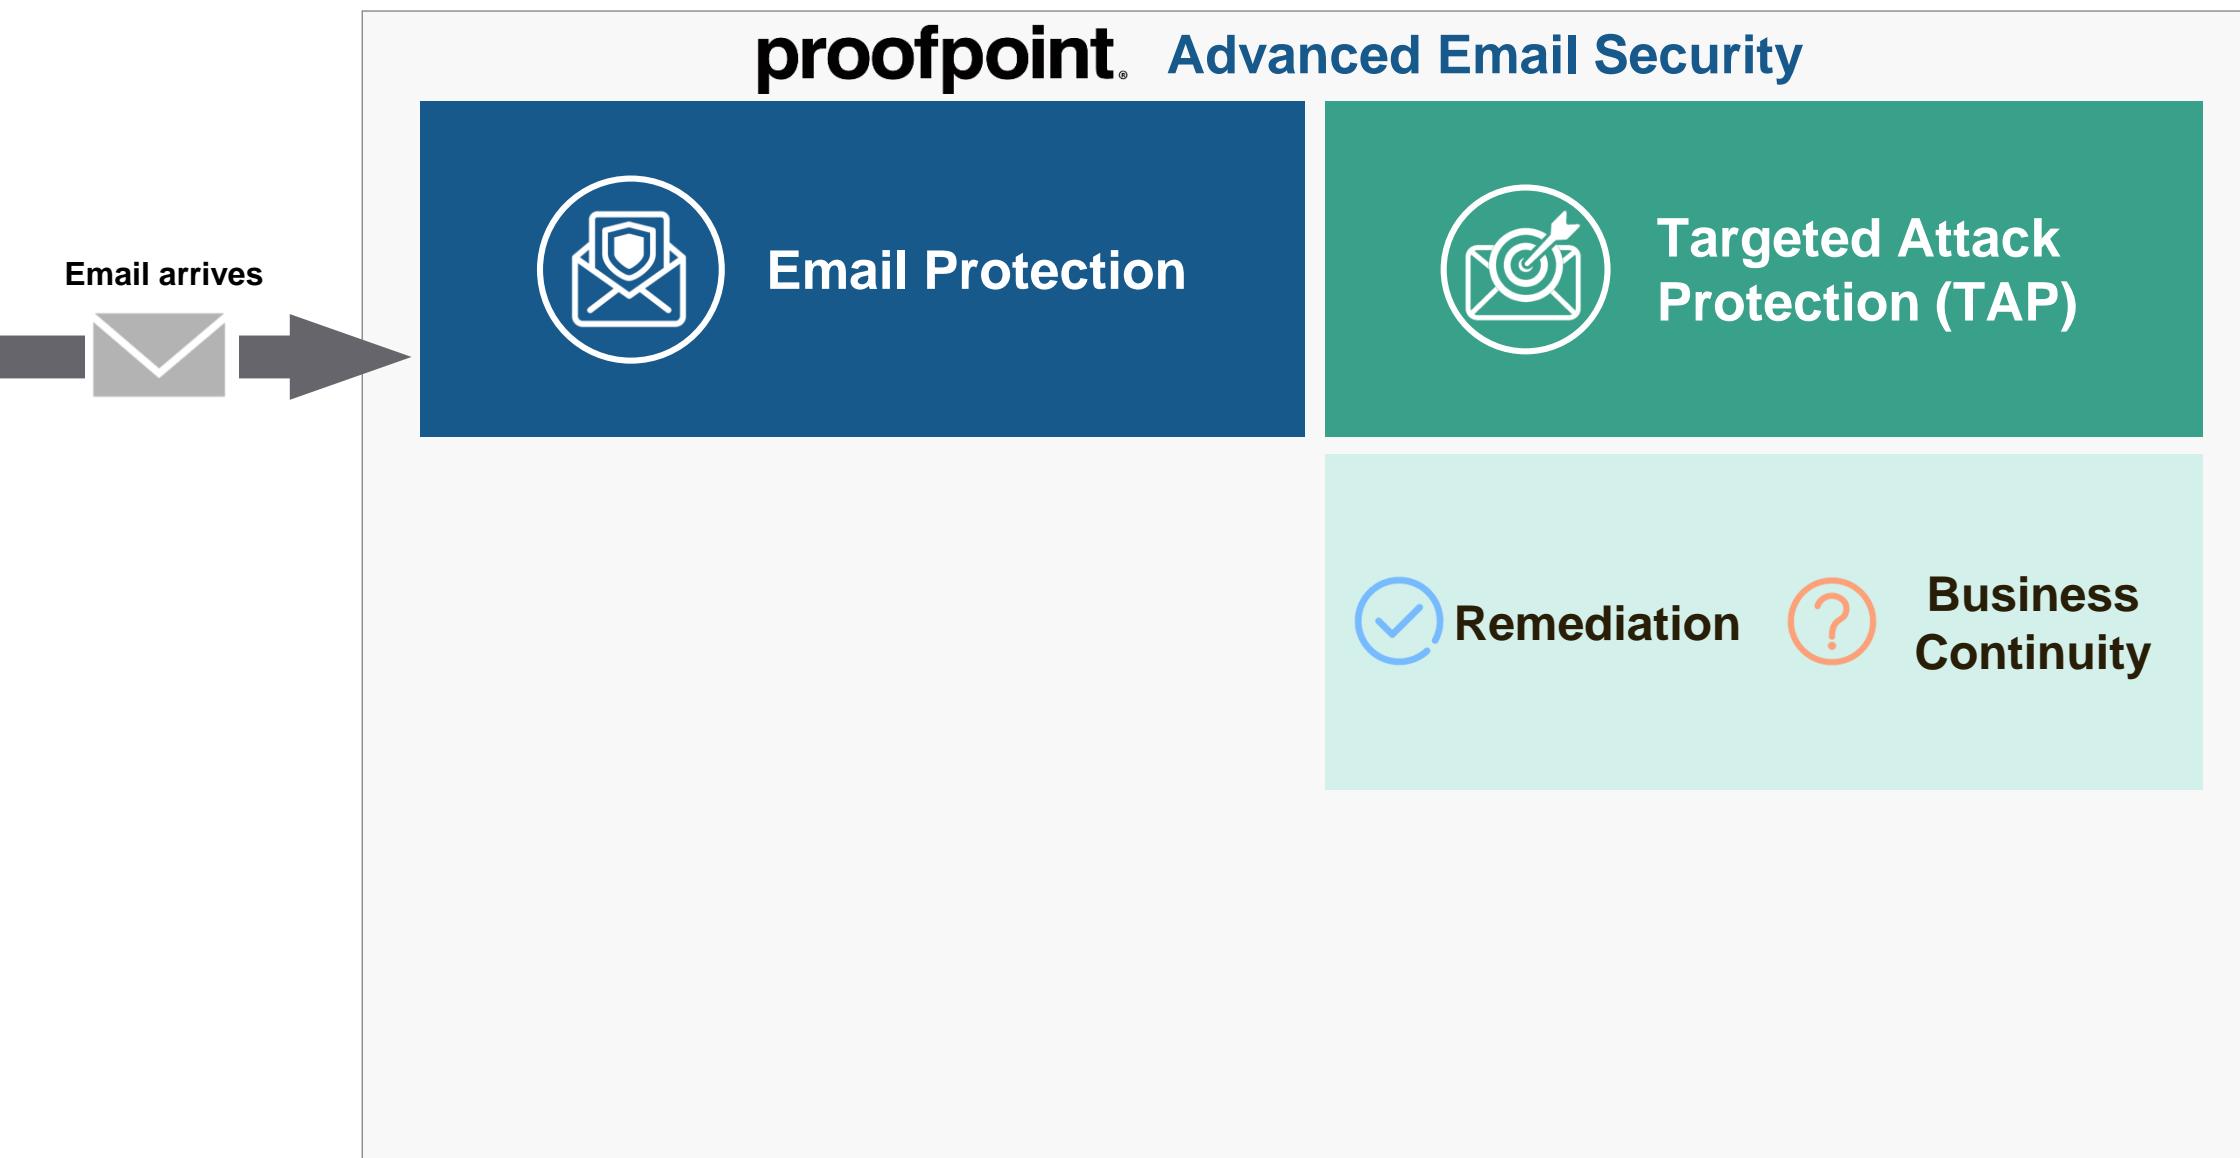 proofpoint® Advanced Email Security
Email arrives
Email Protection
Targeted Attack
Protection (TAP)
Remediation
Business
Continuity